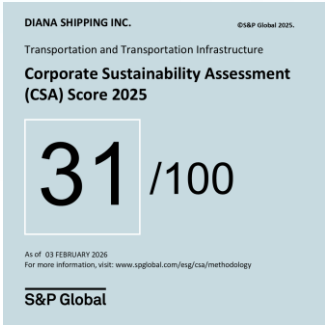 DIANA SHIPPING INC.
©S&P Global 2025.
Transportation and Transportation Infrastructure
Corporate Sustainability Assessment
(CSA) Score 2025
31 /100
As of 03 FEBRUARY 2026
For more information, visit: www.spglobal.com/esg/csa/methodology
S&P Global